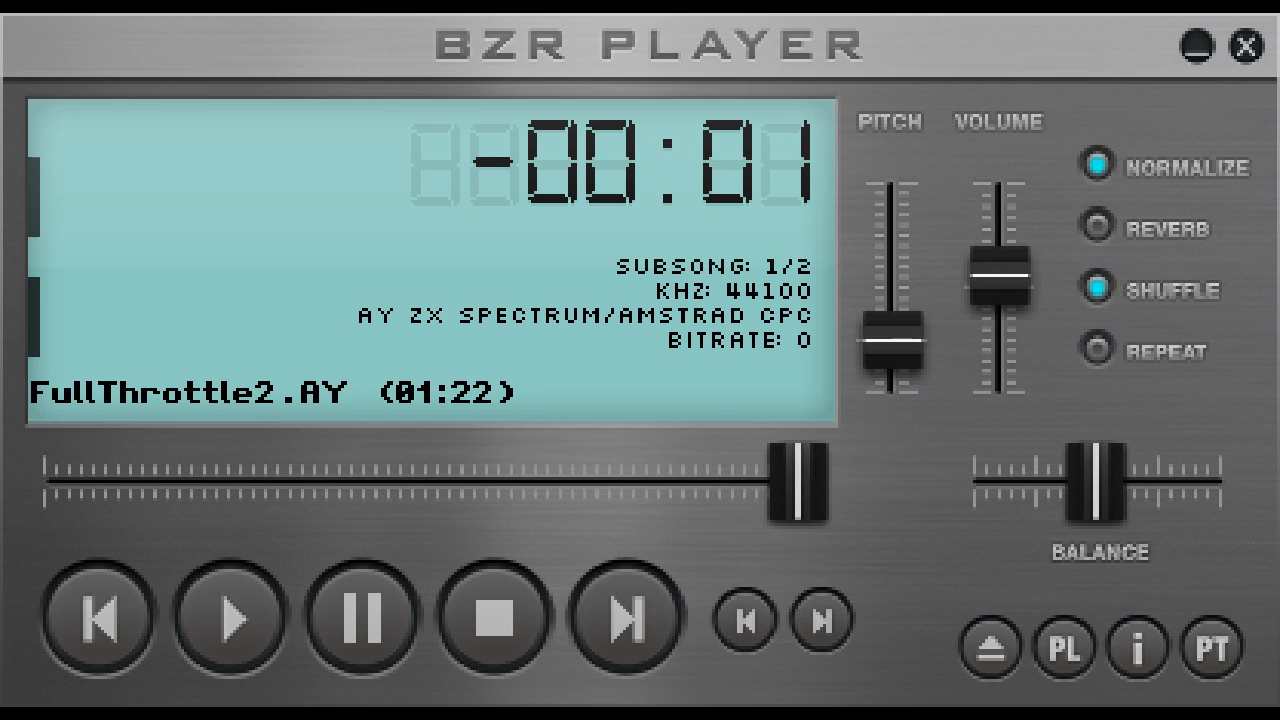 BZR PLAYER
-00:01
PITCH
VOLUME
NORMALIZE
REVERB
SUBSONG: 1/2
KHZ: 44100
SHUFFLE
AY ZX SPECTRUM/AMSTRAD CPC
BITRATE: 0
REPEAT
FullThrottle2.AY (01:22)
BALANCE
PL
i
PT